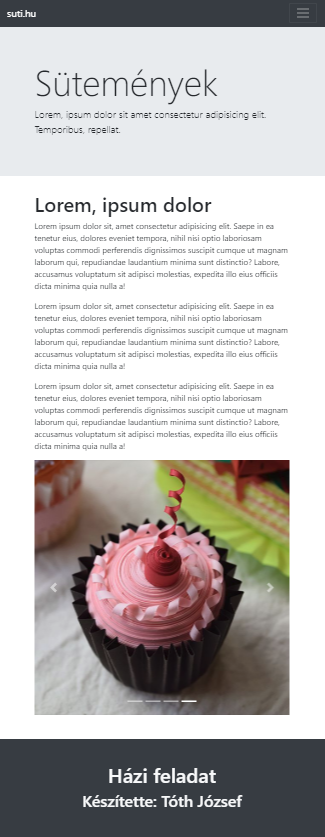 suti.hu
Sütemények
Lorem, ipsum dolor sit amet consectetur adipisicing elit.
Temporibus, repellat.
Lorem, ipsum dolor
Lorem ipsum dolor sit, amet consectetur adipisicing elit. Saepe in ea
tenetur eius, dolores eveniet tempora, nihil nisi optio laboriosam
voluptas commodi perferendis dignissimos suscipit cumque ut magnam
laborum qui, repudiandae laudantium minima sunt distinctio? Labore,
accusamus voluptatum sit adipisci molestias, expedita illo eius officiis
dicta minima quia nulla a!
Lorem ipsum dolor sit, amet consectetur adipisicing elit. Saepe in ea
tenetur eius, dolores eveniet tempora, nihil nisi optio laboriosam
voluptas commodi perferendis dignissimos suscipit cumque ut magnam
laborum qui, repudiandae laudantium minima sunt distinctio? Labore,
accusamus voluptatum sit adipisci molestias, expedita illo eius officiis
dicta minima quia nulla a!
Lorem ipsum dolor sit, amet consectetur adipisicing elit. Saepe in ea
tenetur eius, dolores eveniet tempora, nihil nisi optio laboriosam
voluptas commodi perferendis dignissimos suscipit cumque ut magnam
laborum qui, repudiandae laudantium minima sunt distinctio? Labore,
accusamus voluptatum sit adipisci molestias, expedita illo eius officiis
dicta minima quia nulla a!
Házi feladat
Készítette: Tóth József